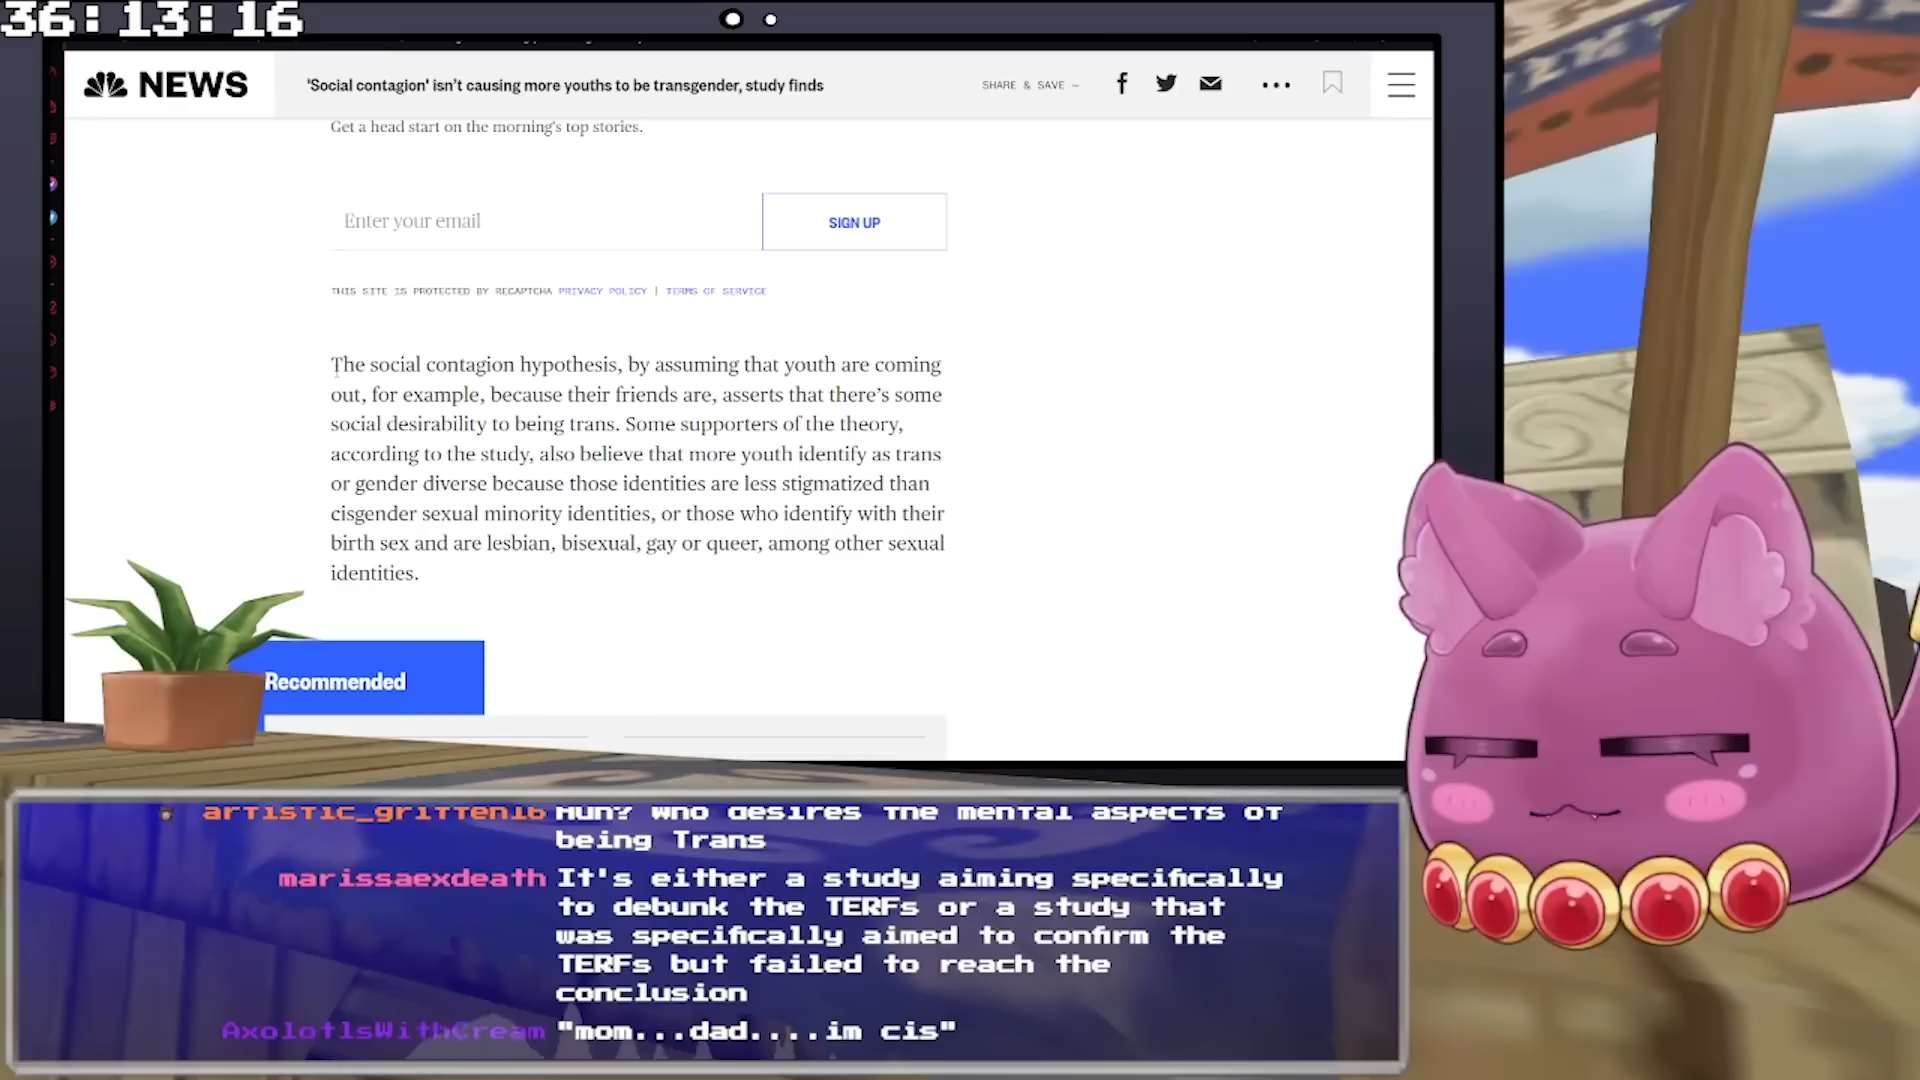 36:13:16
NEWS
'Social contagion' isn't causing more youths to be transgender, study finds
SHARE & SAVE —
Get a head start on the morning's top stories.
Enter your email
SIGN UP
THIS SITE IS PROTECTED BY RECAPTCHA PRIVACY POLICY | TERMS OF SERVICE
The social contagion hypothesis, by assuming that youth are coming
out, for example, because their friends are, asserts that there's some
social desirability to being trans. Some supporters of the theory,
according to the study, also believe that more youth identify as trans
or gender diverse because those identities are less stigmatized than
cisgender sexual minority identities, or those who identify with their
birth sex and are lesbian, bisexual, gay or queer, among other sexual
identities.
Recommended
artistic_gritten16 Huh? Who desires the mental aspects of
being Trans
marissaexdeath It's either a study aiming specifically
to debunk the TERFs or a study that
was specifically aimed to confirm the
TERFs but failed to reach the
conclusion
AxolotlsWithCream "mom...dad....im cis"